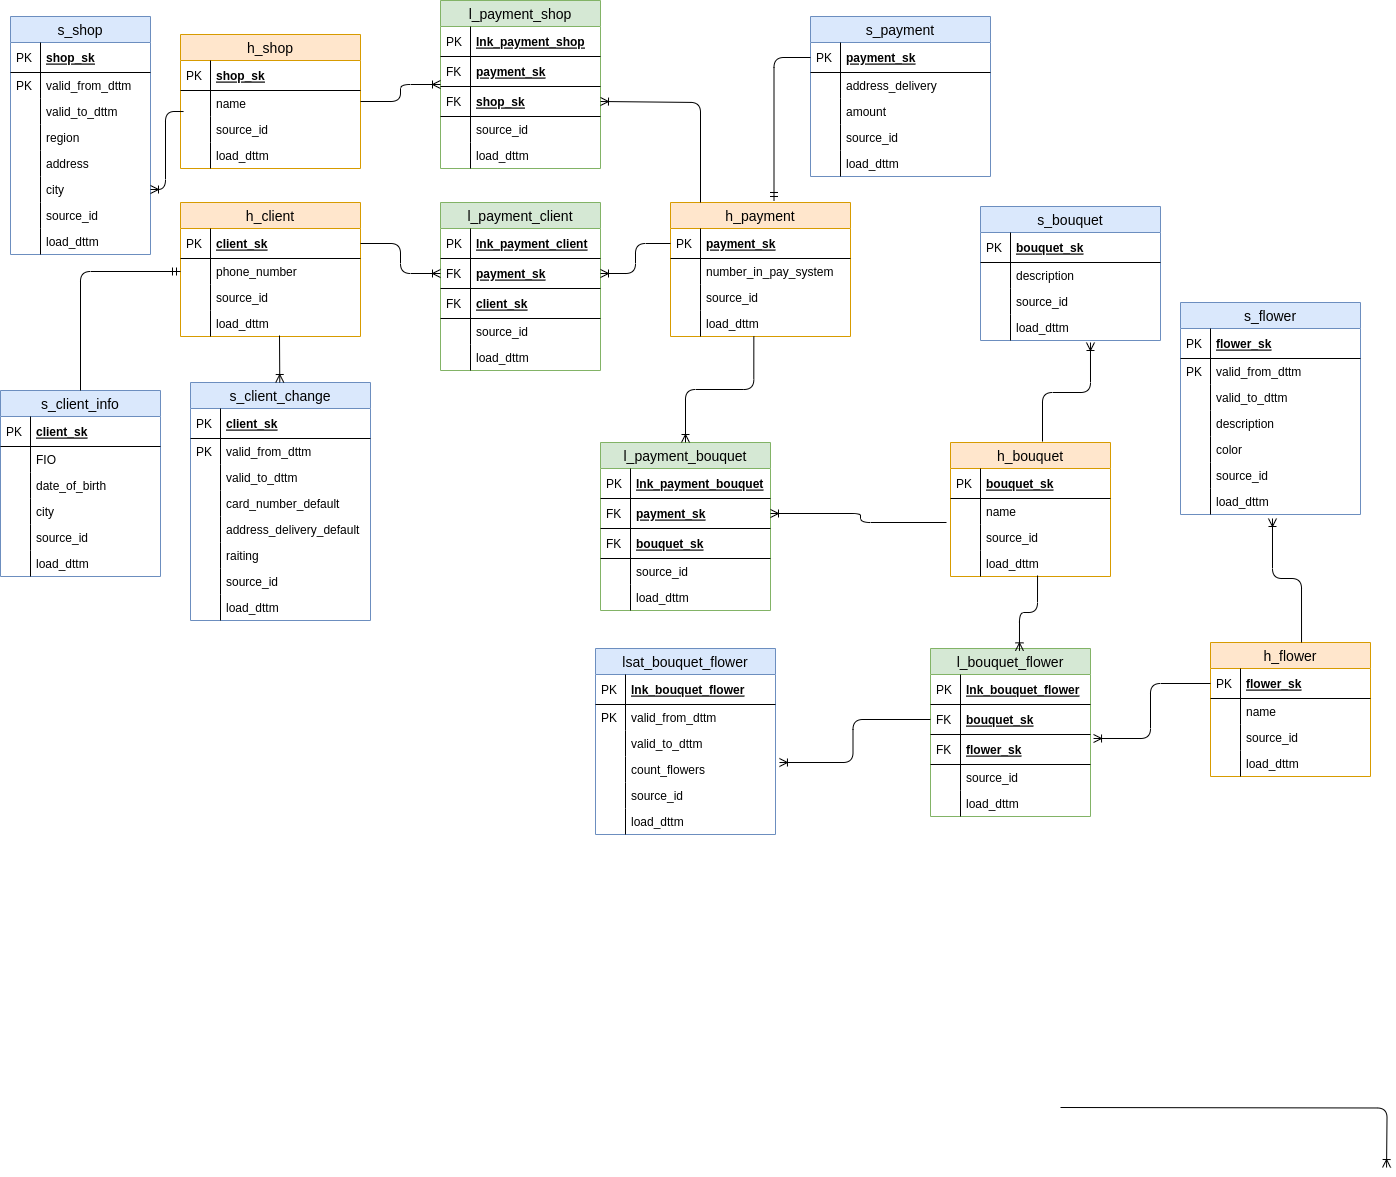 s_shop
PK shop_sk
PK valid_from_dttm
valid_to_dttm
region
address
city
source_id
load_dttm
h_shop
PK shop_sk
name
source_id
load_dttm
l_payment_shop
PK lnk_payment_shop
FK payment_sk
FK shop_sk
source_id
load_dttm
s_payment
PK payment_sk
address_delivery
amount
source_id
load_dttm
h_client
PK client_sk
phone_number
source_id
load_dttm
l_payment_client
PK lnk_payment_client
FK payment_sk
FK client_sk
source_id
load_dttm
h_payment
PK payment_sk
number_in_pay_system
source_id
load_dttm
s_bouquet
PK bouquet_sk
description
source_id
load_dttm
s_flower
PK flower_sk
PK valid_from_dttm
valid_to_dttm
description
color
source_id
load_dttm
s_client_info
PK client_sk
FIO
date_of_birth
city
source_id
load_dttm
s_client_change
PK client_sk
PK valid_from_dttm
valid_to_dttm
card_number_default
address_delivery_default
raiting
source_id
load_dttm
l_payment_bouquet
PK lnk_payment_bouquet
FK payment_sk
FK bouquet_sk
source_id
load_dttm
h_bouquet
PK bouquet_sk
name
source_id
load_dttm
lsat_bouquet_flower
PK lnk_bouquet_flower
PK valid_from_dttm
valid_to_dttm
count_flowers
source_id
load_dttm
l_bouquet_flower
PK lnk_bouquet_flower
FK bouquet_sk
FK flower_sk
source_id
load_dttm
h_flower
PK flower_sk
name
source_id
load_dttm